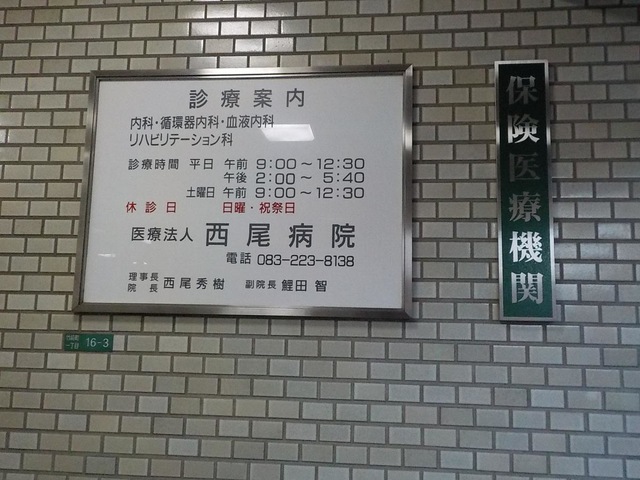 診療案内
内科・循環器内科・血液内科
リハビリテーション科
診療時間 平日 午前 9:00～12:30
午後 2:00～ 5:40
土曜日 午前 9:00～12:30
休診日 日曜・祝祭日
医療法人 西尾病院
電話 083-223-8138
理事長
院長 西尾秀樹 副院長 鯉田智
保険医療機関
一丁目 16-3